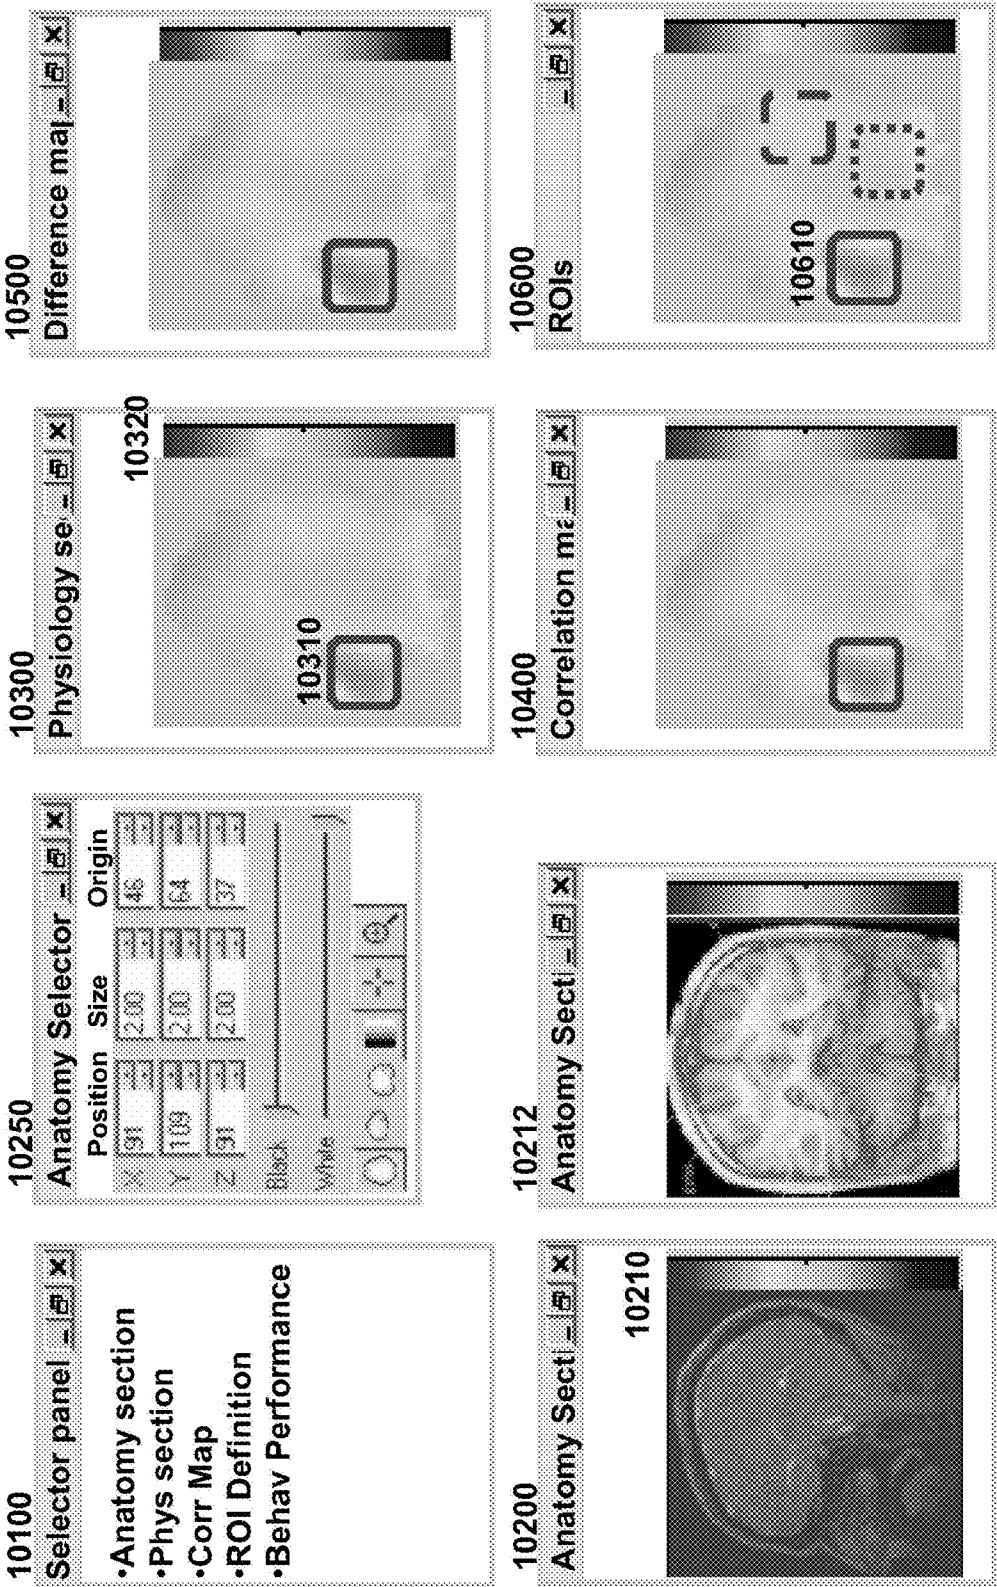 10100
Selector panel
•Anatomy section
•Phys section
•Corr Map
•ROI Definition
•Behav Performance
10250
Anatomy Selector
Position Size Origin
X 91 2.00 46
Y 109 2.00 64
Z 91 2.00 37
Black
White
10300
Physiology se
10320
10310
10500
Difference map
10200
Anatomy Secti
10210
10212
Anatomy Secti
10400
Correlation ma
10600
ROIs
10610